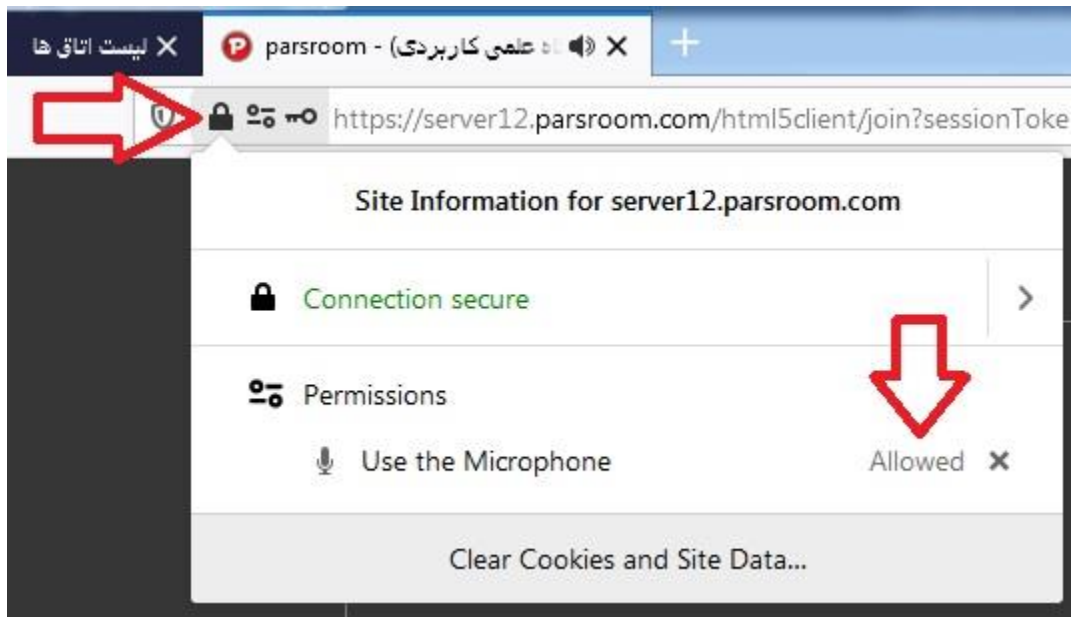 لیست اتاق ها
parsroom - (اه علمی کاربردی
https://server12.parsroom.com/html5client/join?sessionToke
Site Information for server12.parsroom.com
Connection secure
Permissions
Use the Microphone Allowed
Clear Cookies and Site Data...